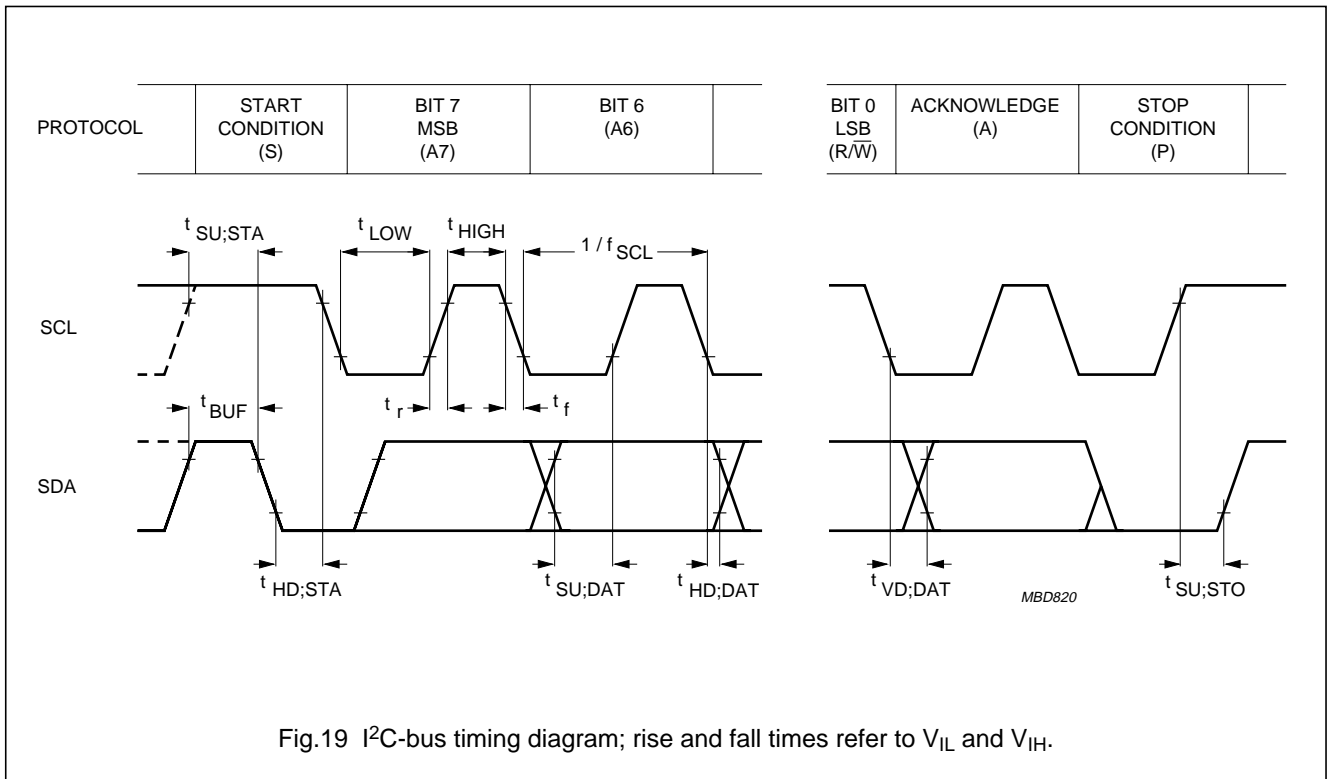 PROTOCOL
START
CONDITION
(S)
BIT 7
MSB
(A7)
BIT 6
(A6)
BIT 0
LSB
(R/W̅)
ACKNOWLEDGE
(A)
STOP
CONDITION
(P)
t SU;STA
t LOW
t HIGH
1 / f SCL
SCL
t BUF
t r
t f
SDA
t HD;STA
t SU;DAT
t HD;DAT
t VD;DAT
MBD820
t SU;STO
Fig.19 I²C-bus timing diagram; rise and fall times refer to V_IL and V_IH.